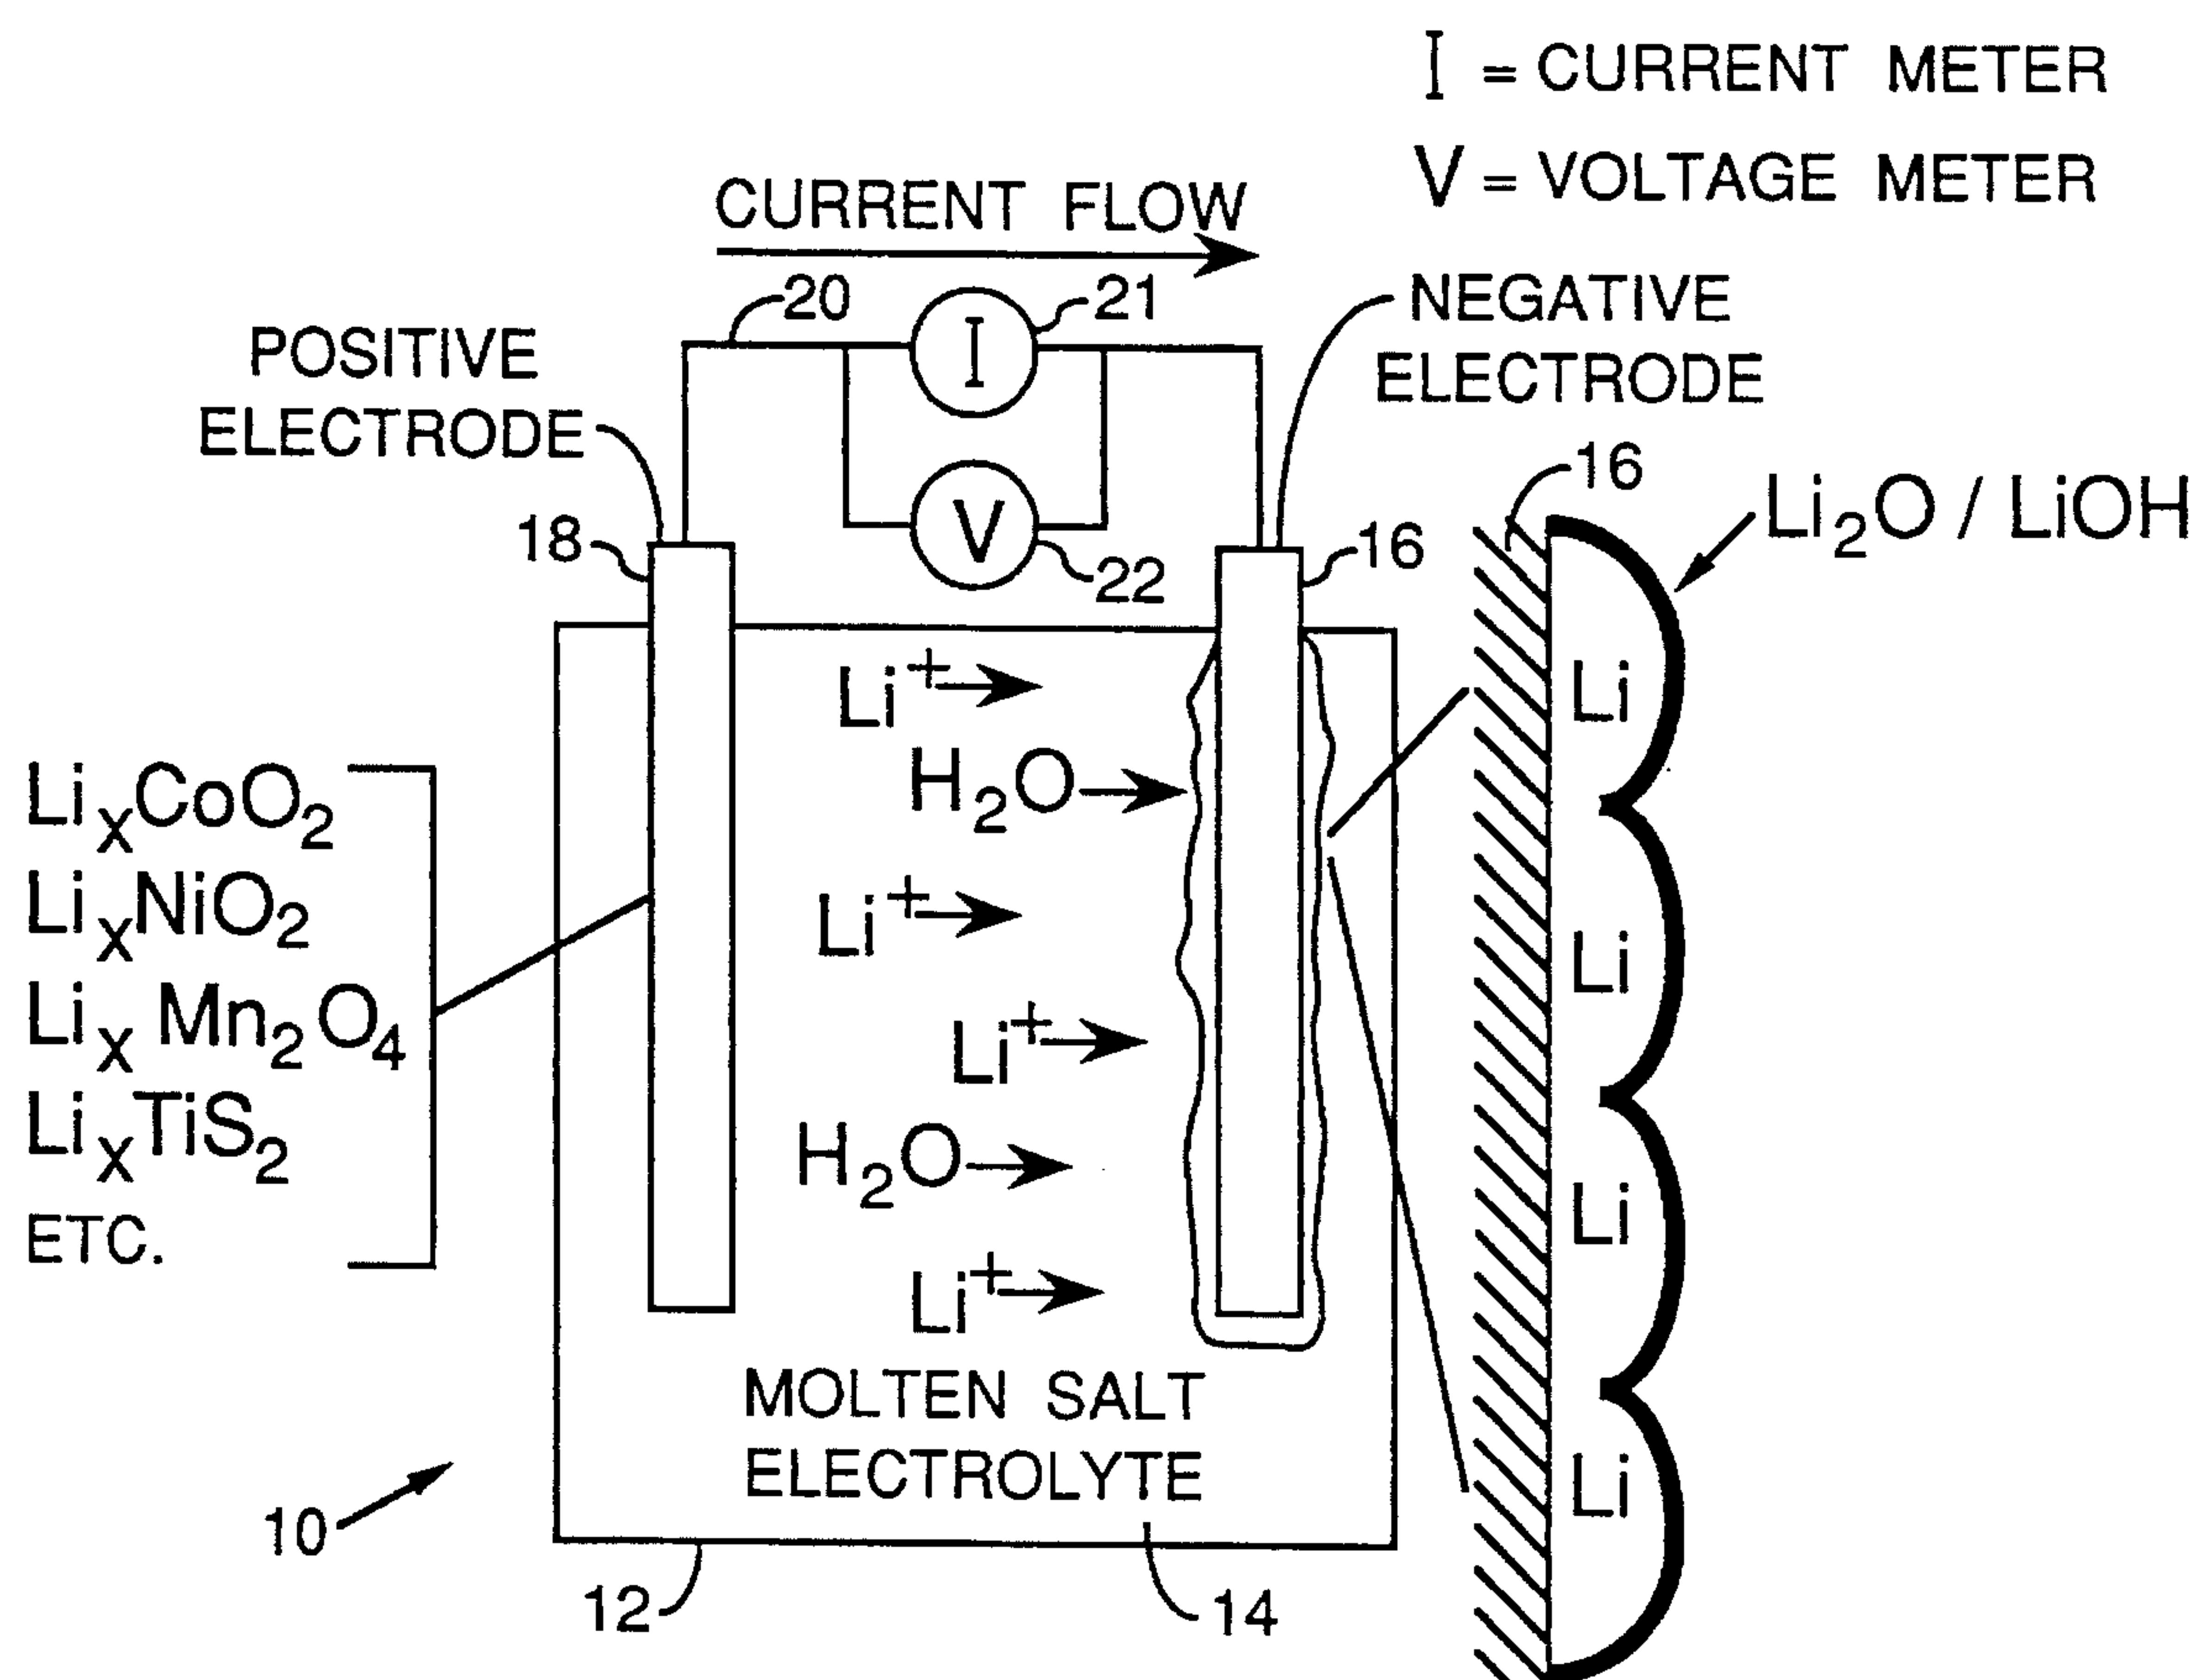 I = CURRENT METER
V = VOLTAGE METER
CURRENT FLOW
20
21
NEGATIVE
ELECTRODE
POSITIVE
ELECTRODE
I
V
18
22
16
16
Li₂O / LiOH
Li⁺
H₂O
Li⁺
Li⁺
H₂O
Li⁺
LiₓCoO₂
LiₓNiO₂
Liₓ Mn₂O₄
LiₓTiS₂
ETC.
Li
Li
Li
Li
MOLTEN SALT
ELECTROLYTE
10
12
14